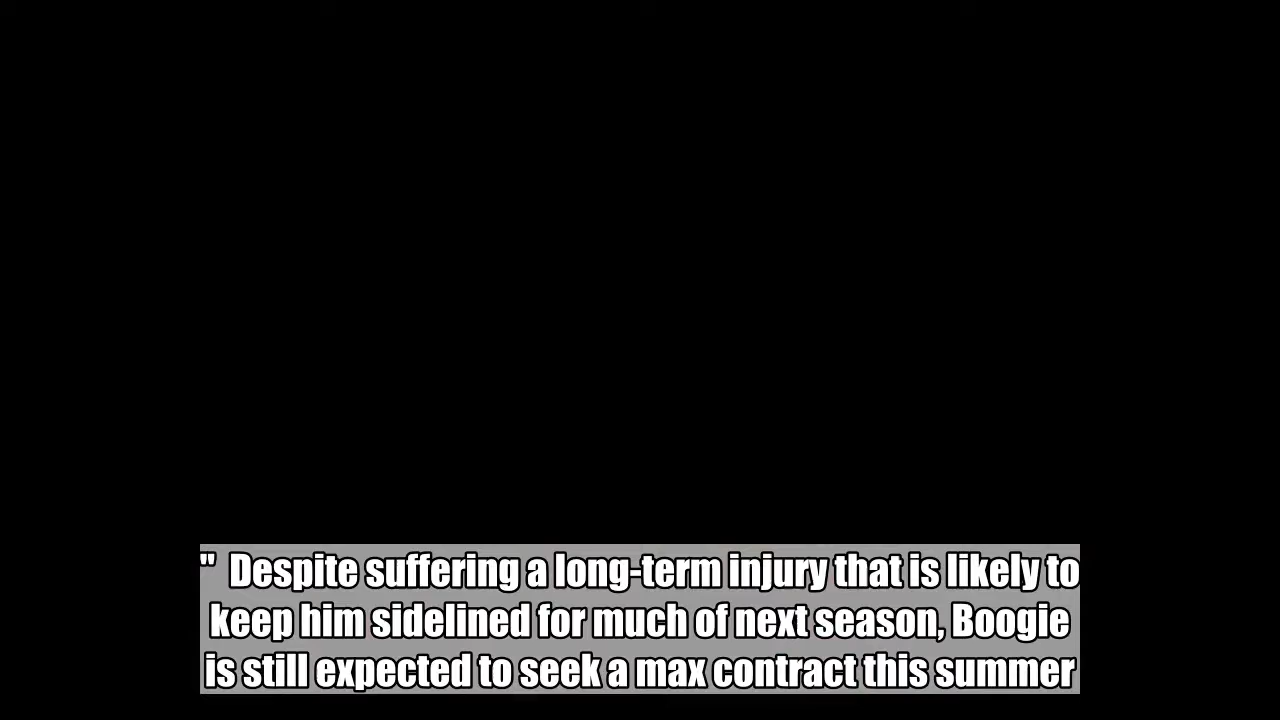 "  Despite suffering a long-term injury that is likely to
keep him sidelined for much of next season, Boogie
is still expected to seek a max contract this summer